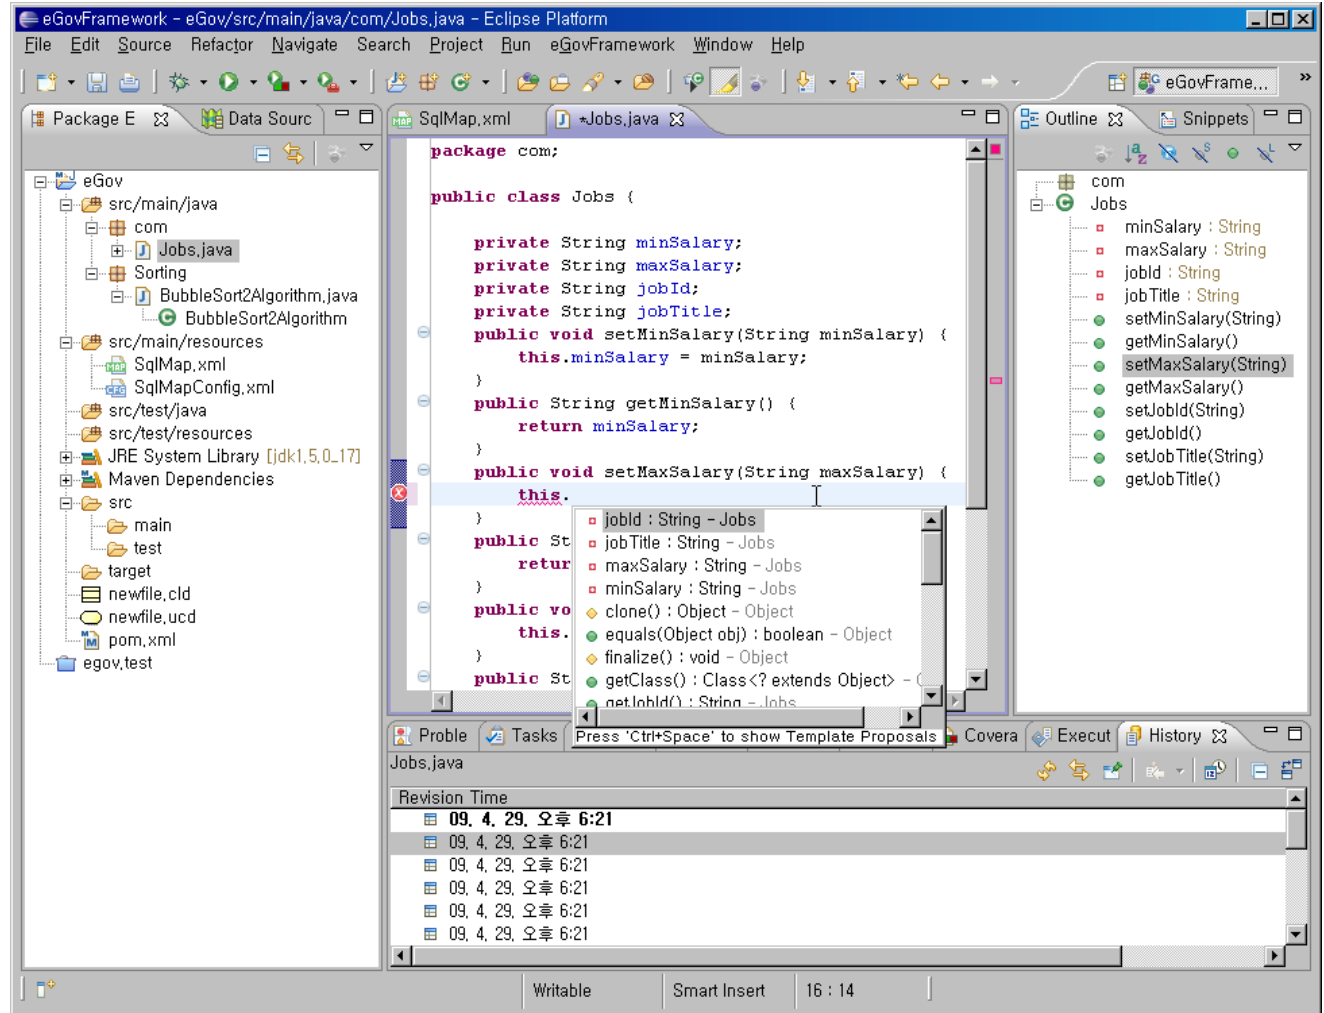 eGovFramework - eGov/src/main/java/com/Jobs.java - Eclipse Platform
File Edit Source Refactor Navigate Search Project Run eGovFramework Window Help
eGovFrame...
Package E
Data Sourc
eGov
src/main/java
com
Jobs.java
Sorting
BubbleSort2Algorithm.java
BubbleSort2Algorithm
src/main/resources
SqlMap.xml
SqlMapConfig.xml
src/test/java
src/test/resources
JRE System Library [jdk1.5.0_17]
Maven Dependencies
src
main
test
target
newfile.cld
newfile.ucd
pom.xml
egov.test
SqlMap.xml
*Jobs.java
package com;
public class Jobs {
private String minSalary;
private String maxSalary;
private String jobId;
private String jobTitle;
public void setMinSalary(String minSalary) {
this.minSalary = minSalary;
}
public String getMinSalary() {
return minSalary;
}
public void setMaxSalary(String maxSalary) {
this.
}
public St
retur
}
public vo
this.
}
public St
jobId : String - Jobs
jobTitle : String - Jobs
maxSalary : String - Jobs
minSalary : String - Jobs
clone() : Object - Object
equals(Object obj) : boolean - Object
finalize() : void - Object
getClass() : Class<? extends Object> -
getJobId() : String - Jobs
Press 'Ctrl+Space' to show Template Proposals
Outline
Snippets
com
Jobs
minSalary : String
maxSalary : String
jobId : String
jobTitle : String
setMinSalary(String)
getMinSalary()
setMaxSalary(String)
getMaxSalary()
setJobId(String)
getJobId()
setJobTitle(String)
getJobTitle()
Proble
Tasks
Covera
Execut
History
Jobs.java
Revision Time
09. 4. 29. 오후 6:21
09. 4. 29. 오후 6:21
09. 4. 29. 오후 6:21
09. 4. 29. 오후 6:21
09. 4. 29. 오후 6:21
09. 4. 29. 오후 6:21
Writable
Smart Insert
16 : 14